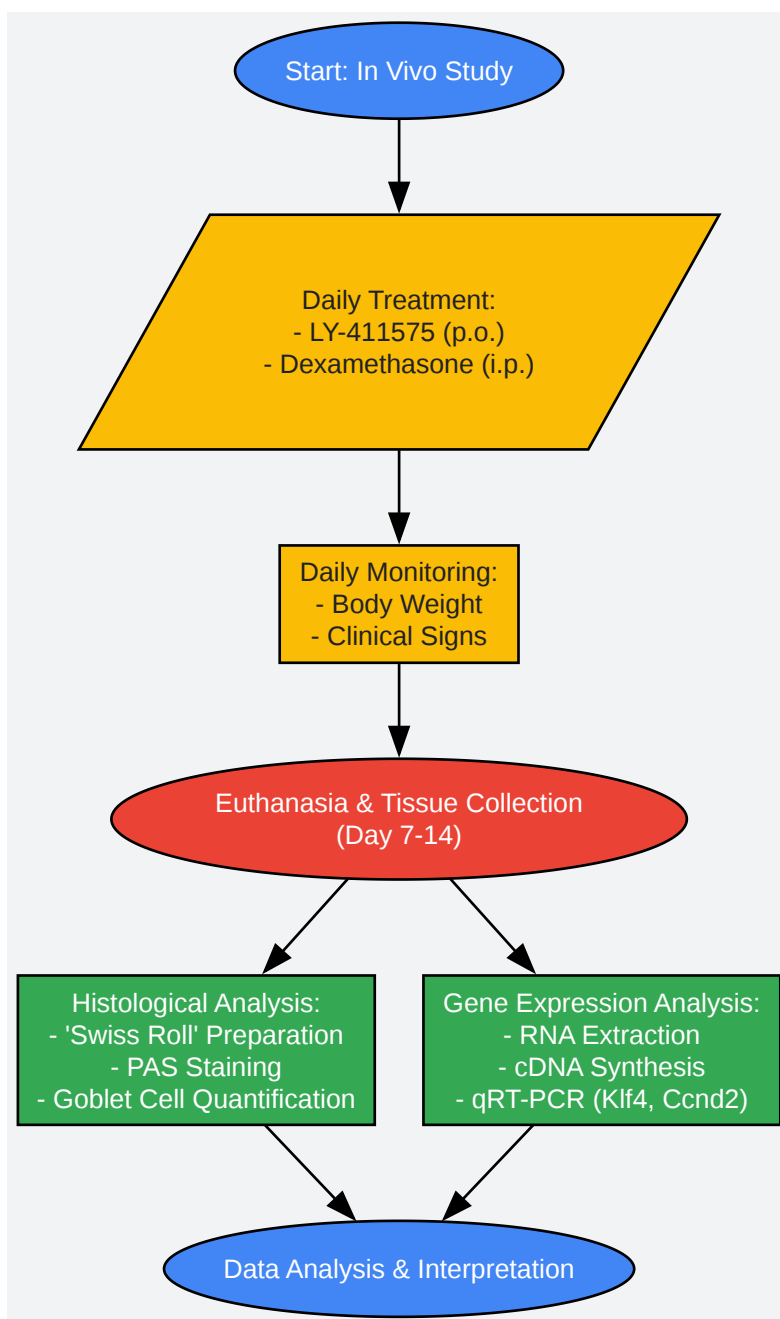 Start: In Vivo Study
Daily Treatment:
- LY-411575 (p.o.)
- Dexamethasone (i.p.)
Daily Monitoring:
- Body Weight
- Clinical Signs
Euthanasia & Tissue Collection
(Day 7-14)
Histological Analysis:
- 'Swiss Roll' Preparation
- PAS Staining
- Goblet Cell Quantification
Gene Expression Analysis:
- RNA Extraction
- cDNA Synthesis
- qRT-PCR (Klf4, Ccnd2)
Data Analysis & Interpretation